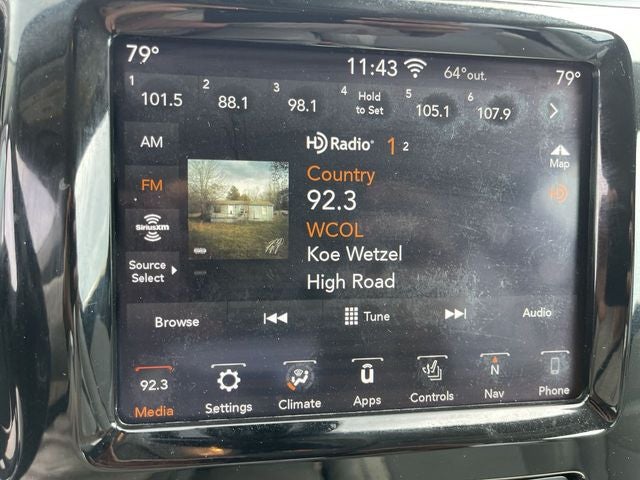 79° 11:43 64°out. 79°
1 101.5 2 88.1 3 98.1 4 Hold to Set 5 105.1 6 107.9
AM
FM
SiriusXM
Source
Select
HD Radio 1 2
Country
92.3
WCOL
Koe Wetzel
High Road
Map
HD
Browse Tune Audio
92.3 ü N
Media Settings Climate Apps Controls Nav Phone